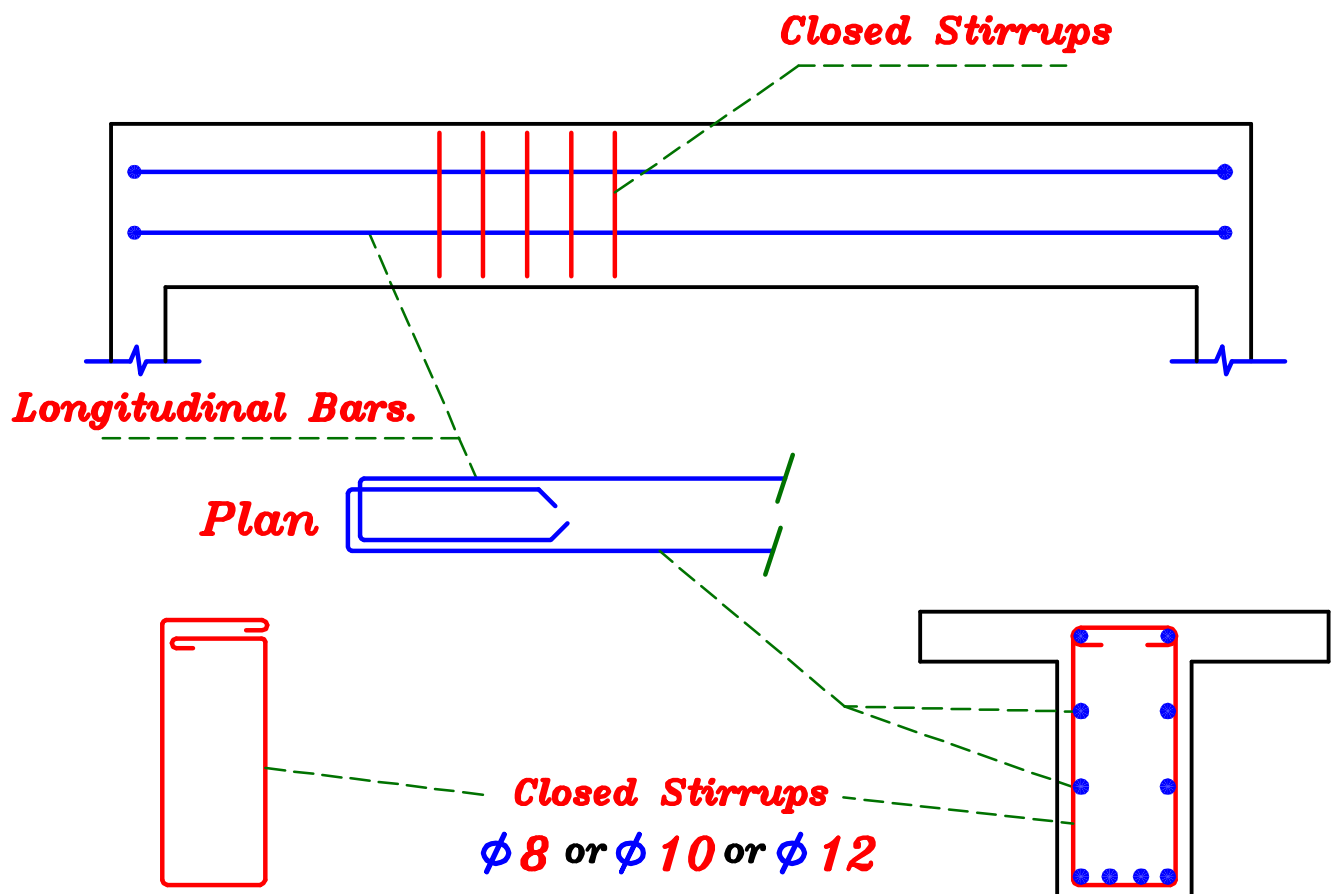 Closed Stirrups
Longitudinal Bars.
Plan
Closed Stirrups
ϕ8 or ϕ10 or ϕ12